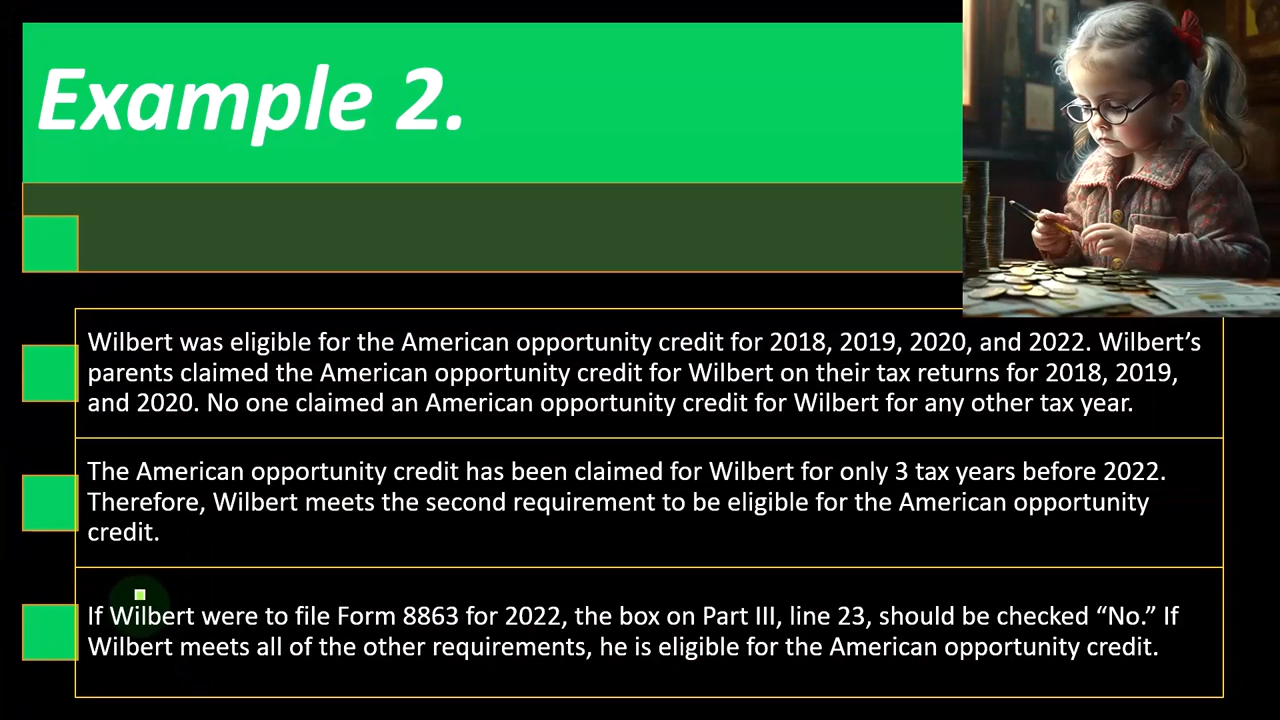 Example 2.
Wilbert was eligible for the American opportunity credit for 2018, 2019, 2020, and 2022. Wilbert’s
parents claimed the American opportunity credit for Wilbert on their tax returns for 2018, 2019,
and 2020. No one claimed an American opportunity credit for Wilbert for any other tax year.
The American opportunity credit has been claimed for Wilbert for only 3 tax years before 2022.
Therefore, Wilbert meets the second requirement to be eligible for the American opportunity
credit.
If Wilbert were to file Form 8863 for 2022, the box on Part III, line 23, should be checked “No.” If
Wilbert meets all of the other requirements, he is eligible for the American opportunity credit.